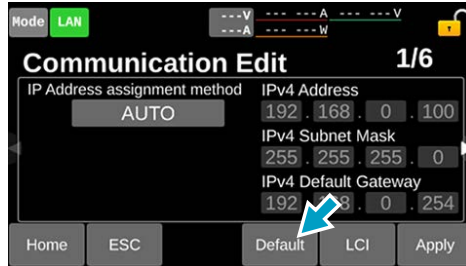 Mode LAN ---V --- ---A --- ---V
---A --- ---W
Communication Edit 1/6
IP Address assignment method
AUTO
IPv4 Address
192 . 168 . 0 . 100
IPv4 Subnet Mask
255 . 255 . 255 . 0
IPv4 Default Gateway
192 . 168 . 0 . 254
Home ESC Default LCI Apply